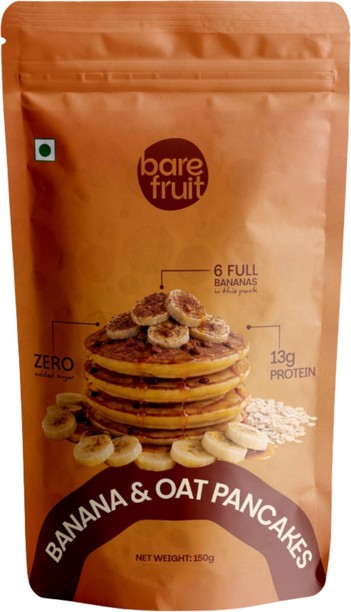 bare
fruit
6 FULL
BANANAS
in this pack
ZERO
added sugar
13g
PROTEIN
BANANA & OAT PANCAKES
NET WEIGHT: 150g